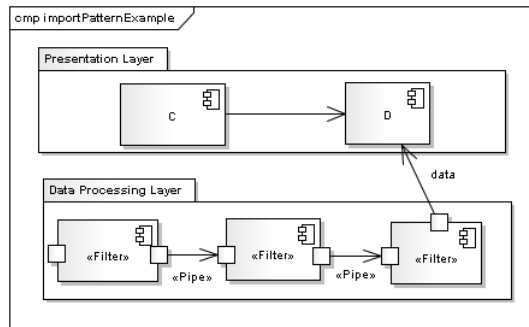 cmp importPatternExample
Presentation Layer
C
D
data
Data Processing Layer
«Filter»
«Filter»
«Filter»
«Pipe»
«Pipe»